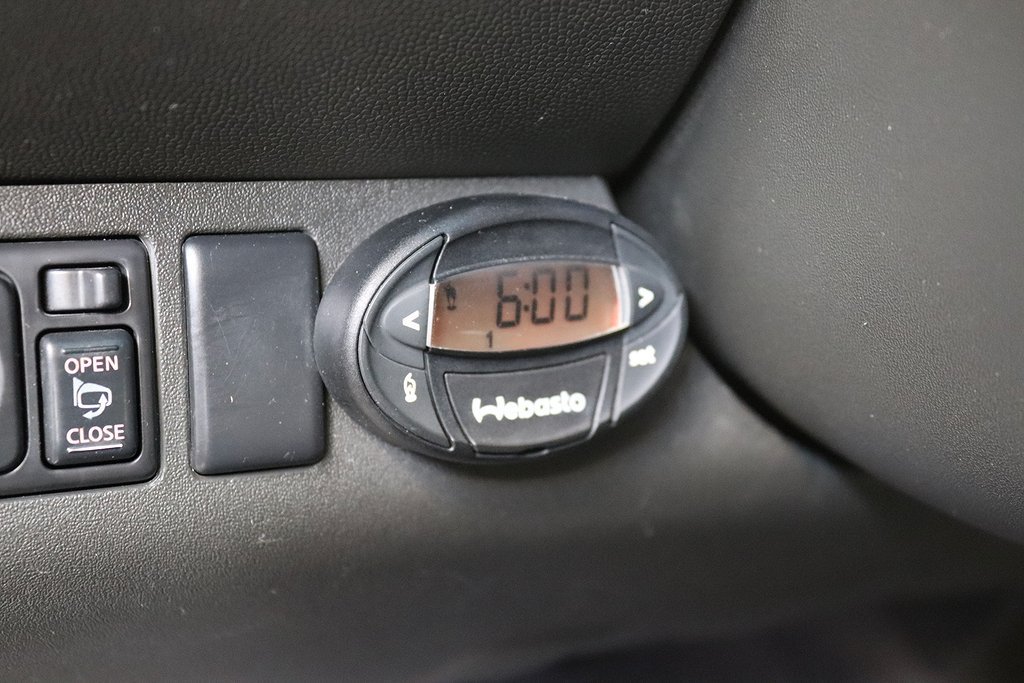 OPEN
CLOSE
<
6:00
1
>
set
Webasto